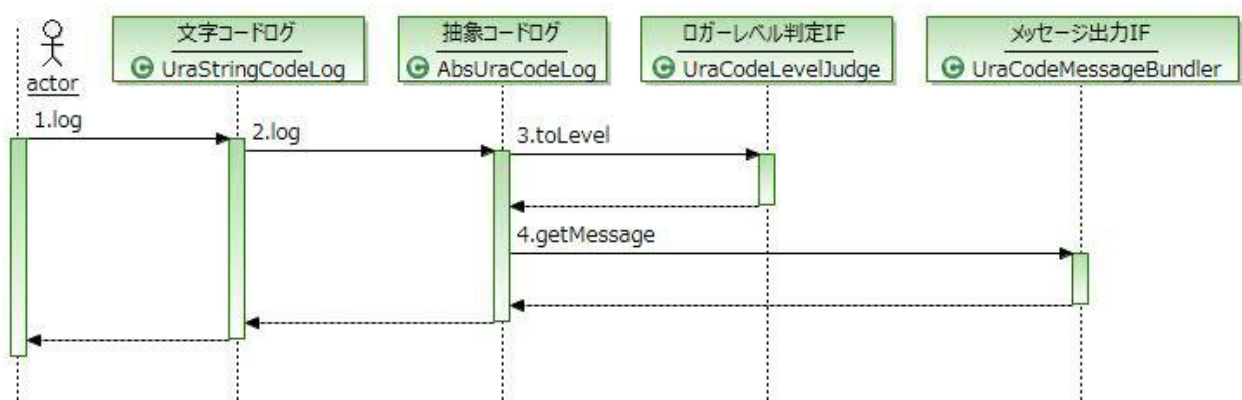 文字コードログ
UraStringCodeLog
抽象コードログ
AbsUraCodeLog
ロガーレベル判定IF
UraCodeLevelJudge
メッセージ出力IF
UraCodeMessageBundler
actor
1.log
2.log
3.toLevel
4.getMessage